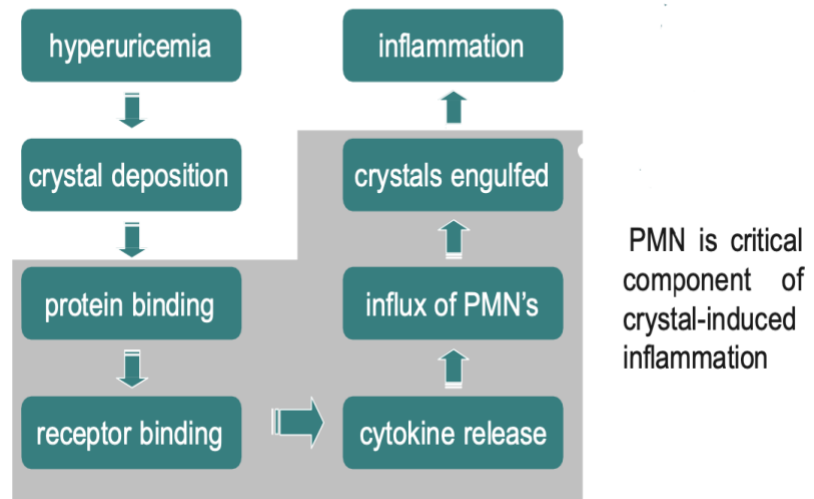 hyperuricemia
crystal deposition
protein binding
receptor binding
cytokine release
influx of PMN's
crystals engulfed
inflammation
PMN is critical
component of
crystal-induced
inflammation